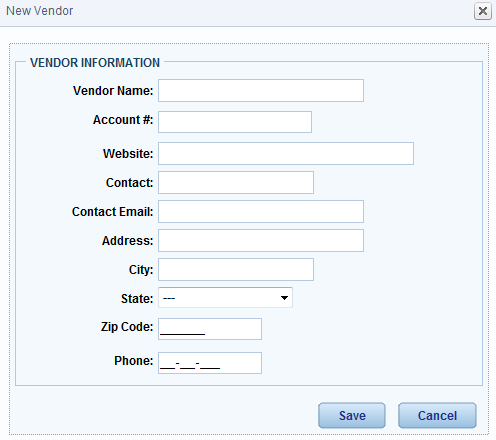 New Vendor
VENDOR INFORMATION
Vendor Name:
Account #:
Website:
Contact:
Contact Email:
Address:
City:
State: ---
Zip Code: _____
Phone: __-__-___
Save Cancel